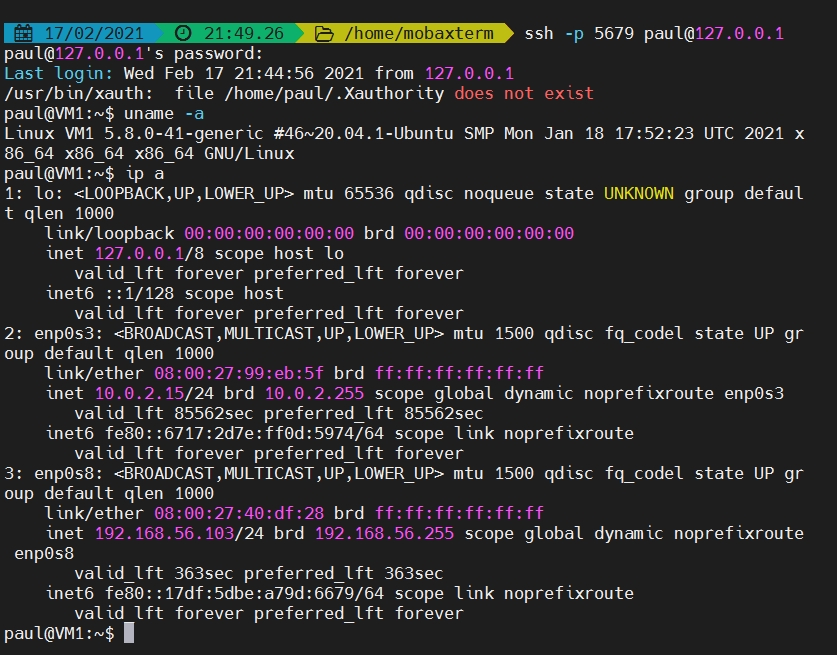 17/02/2021 21:49.26 /home/mobaxterm ssh -p 5679 paul@127.0.0.1
paul@127.0.0.1's password:
Last login: Wed Feb 17 21:44:56 2021 from 127.0.0.1
/usr/bin/xauth:  file /home/paul/.Xauthority does not exist
paul@VM1:~$ uname -a
Linux VM1 5.8.0-41-generic #46~20.04.1-Ubuntu SMP Mon Jan 18 17:52:23 UTC 2021 x
86_64 x86_64 x86_64 GNU/Linux
paul@VM1:~$ ip a
1: lo: <LOOPBACK,UP,LOWER_UP> mtu 65536 qdisc noqueue state UNKNOWN group defaul
t qlen 1000
    link/loopback 00:00:00:00:00:00 brd 00:00:00:00:00:00
    inet 127.0.0.1/8 scope host lo
       valid_lft forever preferred_lft forever
    inet6 ::1/128 scope host
       valid_lft forever preferred_lft forever
2: enp0s3: <BROADCAST,MULTICAST,UP,LOWER_UP> mtu 1500 qdisc fq_codel state UP gr
oup default qlen 1000
    link/ether 08:00:27:99:eb:5f brd ff:ff:ff:ff:ff:ff
    inet 10.0.2.15/24 brd 10.0.2.255 scope global dynamic noprefixroute enp0s3
       valid_lft 85562sec preferred_lft 85562sec
    inet6 fe80::6717:2d7e:ff0d:5974/64 scope link noprefixroute
       valid_lft forever preferred_lft forever
3: enp0s8: <BROADCAST,MULTICAST,UP,LOWER_UP> mtu 1500 qdisc fq_codel state UP gr
oup default qlen 1000
    link/ether 08:00:27:40:df:28 brd ff:ff:ff:ff:ff:ff
    inet 192.168.56.103/24 brd 192.168.56.255 scope global dynamic noprefixroute
 enp0s8
       valid_lft 363sec preferred_lft 363sec
    inet6 fe80::17df:5dbe:a79d:6679/64 scope link noprefixroute
       valid_lft forever preferred_lft forever
paul@VM1:~$